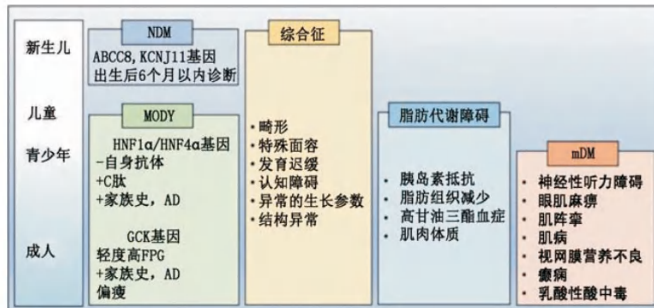 新生儿
儿童
青少年
成人
NDM
ABCC8,KCNJ11基因
出生后6个月以内诊断
MODY
HNF1α/HNF4α基因
-自身抗体
+C肽
+家族史，AD
GCK基因
轻度高FPG
+家族史，AD
偏瘦
综合征
·畸形
·特殊面容
·发育迟缓
·认知障碍
·异常的生长参数
·结构异常
脂肪代谢障碍
·胰岛素抵抗
·脂肪组织减少
·高甘油三酯血症
·肌肉体质
mDM
·神经性听力障碍
·眼肌麻痹
·肌阵挛
·肌病
·视网膜营养不良
·癫痫
·乳酸性酸中毒